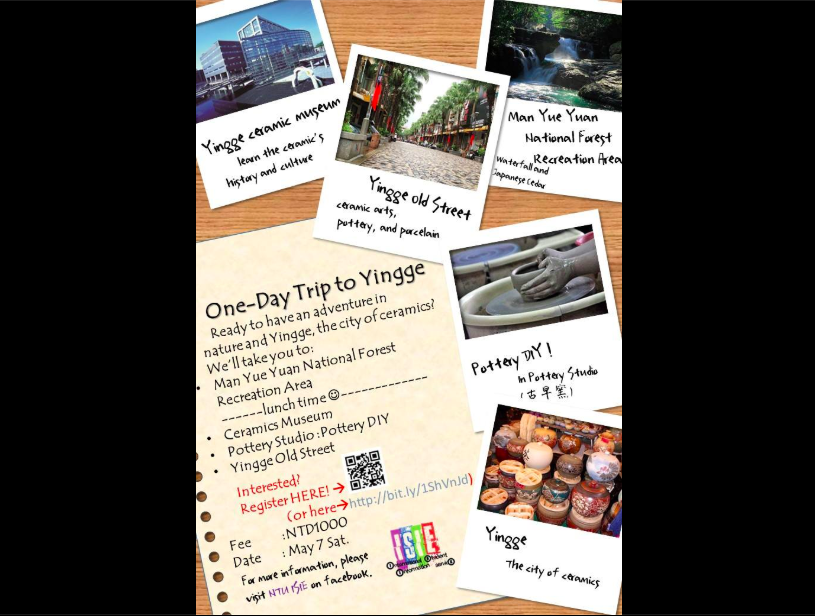 Yingge ceramic museum
learn the ceramic's
history and culture
Yingge old Street
ceramic arts,
pottery, and porcelain
Man Yue Yuan
National Forest
Recreation Area
Waterfall and
Japanese Cedar
One-Day Trip to Yingge
Ready to have an adventure in
nature and Yingge, the city of ceramics?
We'll take you to:
• Man Yue Yuan National Forest
Recreation Area
------lunch time☺-------------
• Ceramics Museum
• Pottery Studio :Pottery DIY
• Yingge Old Street
Interested?
Register HERE! →
(or here→http://bit.ly/1ShVnJd)
Fee :NTD1000
Date : May 7 Sat.
For more information, please
visit NTU ISIE on facebook.
ISIE
Pottery DIY!
In Pottery Studio
(古早窯)
Yingge
The city of ceramics